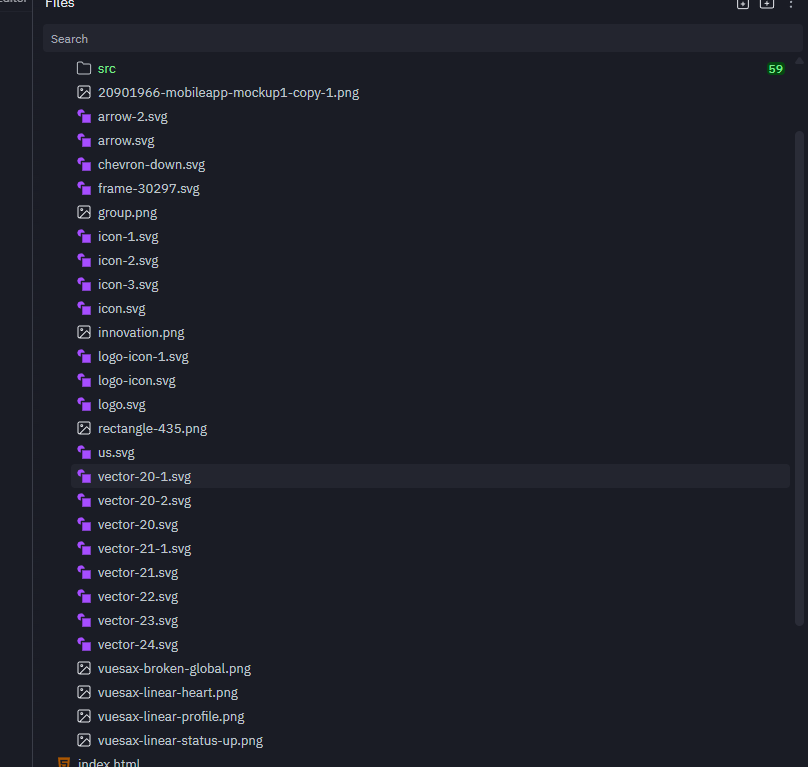 Files
Search
src 59
20901966-mobileapp-mockup1-copy-1.png
arrow-2.svg
arrow.svg
chevron-down.svg
frame-30297.svg
group.png
icon-1.svg
icon-2.svg
icon-3.svg
icon.svg
innovation.png
logo-icon-1.svg
logo-icon.svg
logo.svg
rectangle-435.png
us.svg
vector-20-1.svg
vector-20-2.svg
vector-20.svg
vector-21-1.svg
vector-21.svg
vector-22.svg
vector-23.svg
vector-24.svg
vuesax-broken-global.png
vuesax-linear-heart.png
vuesax-linear-profile.png
vuesax-linear-status-up.png
index.html